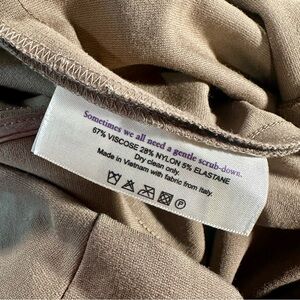 Sometimes we all need a gentle scrub-down.
67% VISCOSE 28% NYLON 5% ELASTANE
Dry clean only.
Made in Vietnam with fabric from Italy.
P